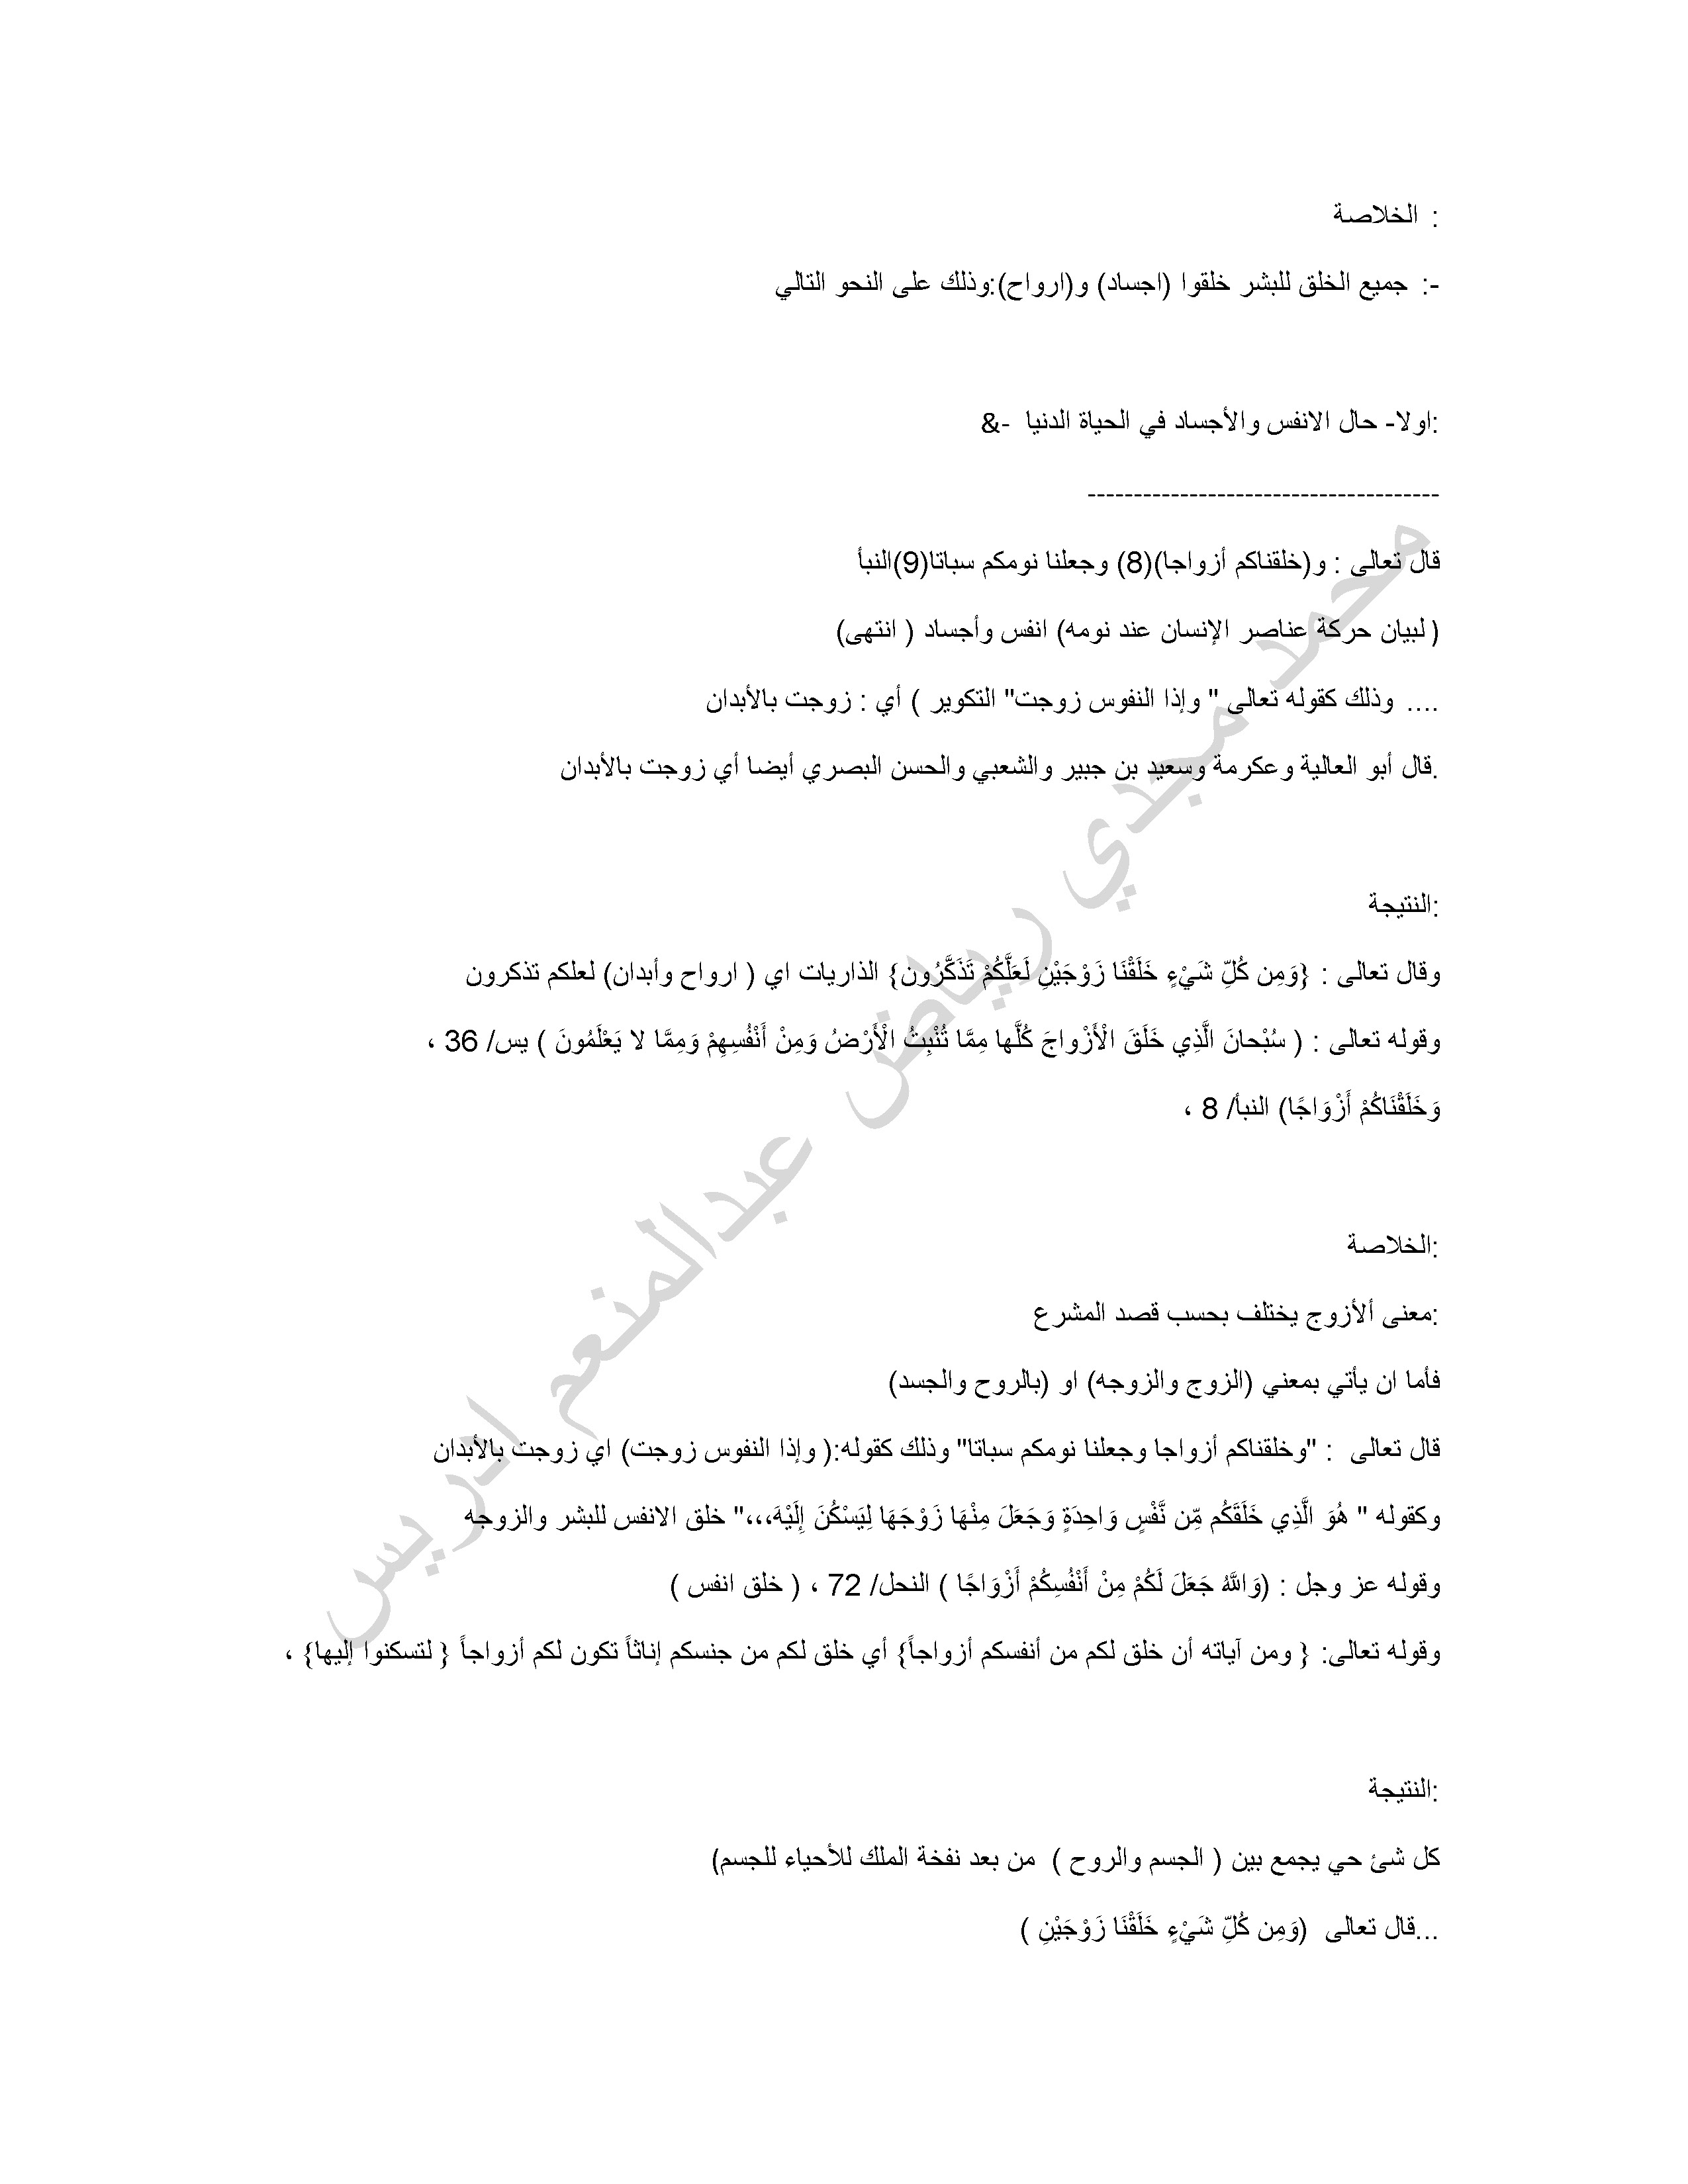 : الخلاصة
-: جميع الخلق للبشر خلقوا (اجساد) و(ارواح):وذلك على النحو التالي
:اولا- حال الانفس والأجساد في الحياة الدنيا -&
--------------------------------------
قال تعالى : و(خلقناكم أزواجا)(8) وجعلنا نومكم سباتا(9)النبأ
( لبيان حركة عناصر الإنسان عند نومه) انفس وأجساد ( انتهى)
.... وذلك كقوله تعالى " وإذا النفوس زوجت" التكوير ) أي : زوجت بالأبدان
.قال أبو العالية وعكرمة وسعيد بن جبير والشعبي والحسن البصري أيضا أي زوجت بالأبدان
:النتيجة
وقال تعالى : {وَمِن كُلِّ شَيْءٍ خَلَقْنَا زَوْجَيْنِ لَعَلَّكُمْ تَذَكَّرُون} الذاريات اي ( ارواح وأبدان) لعلكم تذكرون
وقوله تعالى : ( سُبْحانَ الَّذِي خَلَقَ الْأَزْواجَ كُلَّها مِمَّا تُنْبِتُ الْأَرْضُ وَمِنْ أَنْفُسِهِمْ وَمِمَّا لا يَعْلَمُونَ ) يس/ 36 ،
وَخَلَقْنَاكُمْ أَزْوَاجًا) النبأ/ 8 ،
:الخلاصة
:معنى ألأزوج يختلف بحسب قصد المشرع
فأما ان يأتي بمعني (الزوج والزوجه) او (بالروح والجسد)
قال تعالى : "وخلقناكم أزواجا وجعلنا نومكم سباتا" وذلك كقوله:( وإذا النفوس زوجت) اي زوجت بالأبدان
وكقوله " هُوَ الَّذِي خَلَقَكُم مِّن نَّفْسٍ وَاحِدَةٍ وَجَعَلَ مِنْهَا زَوْجَهَا لِيَسْكُنَ إِلَيْهَ،،،" خلق الانفس للبشر والزوجه
وقوله عز وجل : (وَاللَّهُ جَعَلَ لَكُمْ مِنْ أَنْفُسِكُمْ أَزْوَاجًا ) النحل/ 72 ، ( خلق انفس )
وقوله تعالى: { ومن آياته أن خلق لكم من أنفسكم أزواجاً} أي خلق لكم من جنسكم إناثاً تكون لكم أزواجاً { لتسكنوا إليها} ،
:النتيجة
كل شئ حي يجمع بين ( الجسم والروح ) من بعد نفخة الملك للأحياء للجسم)
...قال تعالى (وَمِن كُلِّ شَيْءٍ خَلَقْنَا زَوْجَيْنِ )
محمد مجدي رياض عبدالمنعم ادريس